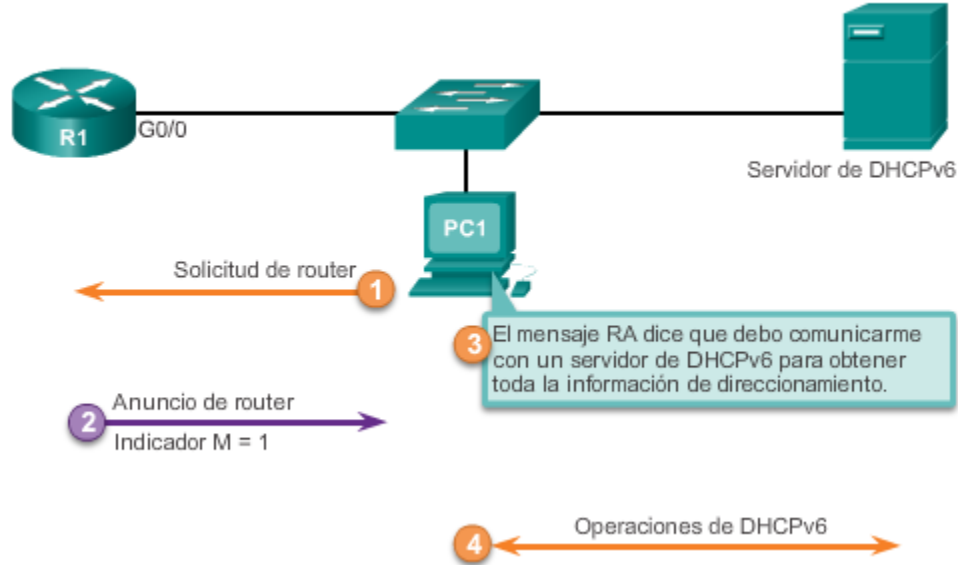 R1
G0/0
Servidor de DHCPv6
PC1
Solicitud de router
1
3
El mensaje RA dice que debo comunicarme
con un servidor de DHCPv6 para obtener
toda la información de direccionamiento.
2
Anuncio de router
Indicador M = 1
4
Operaciones de DHCPv6